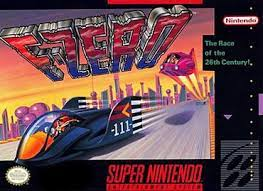 Nintendo
F-ZERO
The Race
of the
26th Century!
111
SUPER NINTENDO
ENTERTAINMENT SYSTEM